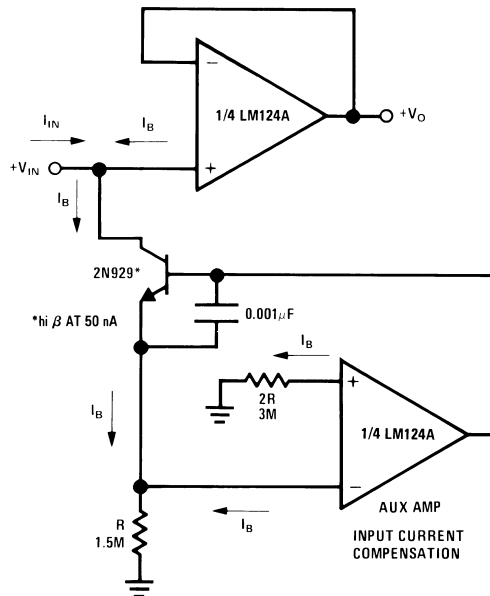 −
1/4 LM124A
+V_O
I_IN
I_B
+
+V_IN
I_B
2N929*
*hi β AT 50 nA
0.001μF
I_B
+
2R
3M
1/4 LM124A
I_B
−
I_B
AUX AMP
INPUT CURRENT
COMPENSATION
R
1.5M